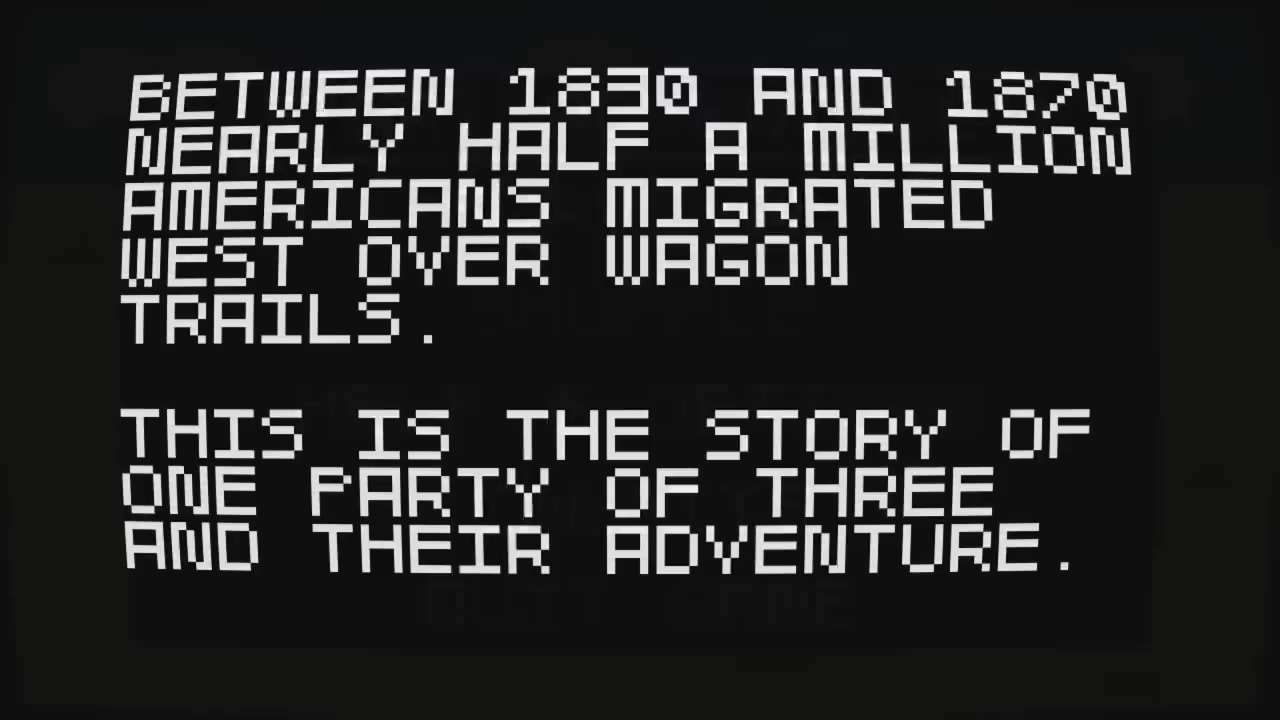 BETWEEN 1830 AND 1870
NEARLY HALF A MILLION
AMERICANS MIGRATED
WEST OVER WAGON
TRAILS.
THIS IS THE STORY OF
ONE PARTY OF THREE
AND THEIR ADVENTURE.